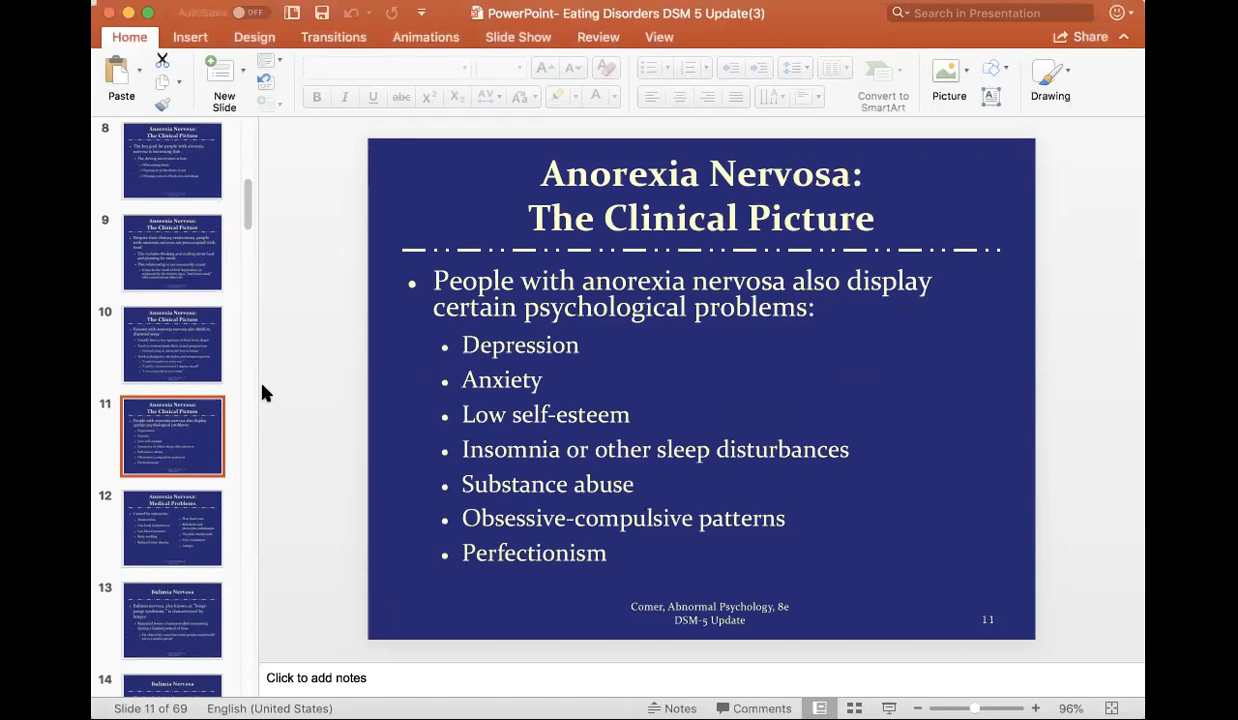 AutoSave OFF
PowerPoint- Eating Disorders DSM 5 Update(3)
Search in Presentation
Home Insert Design Transitions Animations Slide Show Review View
Share
Paste
New
Slide
Convert to
SmartArt
Picture
Drawing
8
Anorexia Nervosa:
The Clinical Picture
9
Anorexia Nervosa:
The Clinical Picture
10
Anorexia Nervosa:
The Clinical Picture
11
Anorexia Nervosa:
The Clinical Picture
12
Anorexia Nervosa:
Medical Problems
13
Bulimia Nervosa
14
Bulimia Nervosa
Anorexia Nervosa:
The Clinical Picture
• People with anorexia nervosa also display
certain psychological problems:
• Depression
• Anxiety
• Low self-esteem
• Insomnia or other sleep disturbances
• Substance abuse
• Obsessive-compulsive patterns
• Perfectionism
Comer, Abnormal Psychology, 8e
DSM-5 Update
11
Click to add notes
Slide 11 of 69 English (United States) Notes Comments 96%